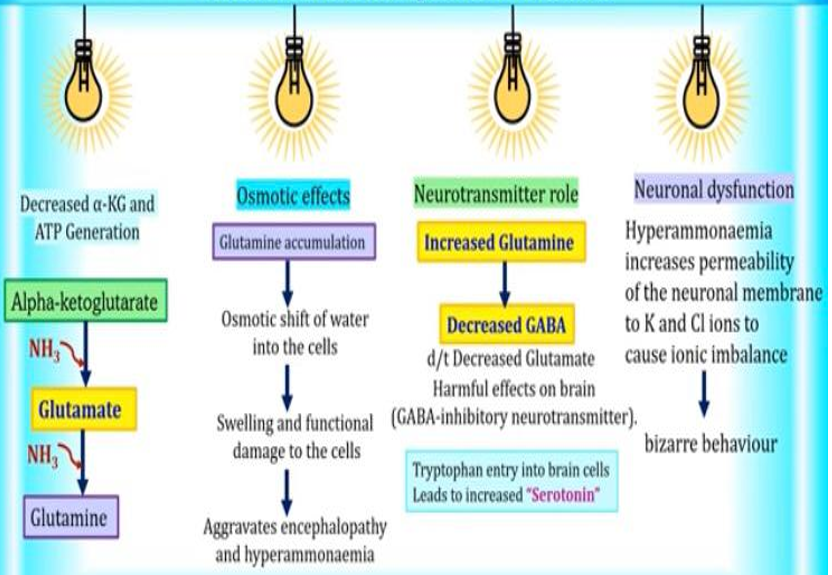 Decreased α-KG and
ATP Generation
Alpha-ketoglutarate
NH3
Glutamate
NH3
Glutamine
Osmotic effects
Glutamine accumulation
Osmotic shift of water
into the cells
Swelling and functional
damage to the cells
Aggravates encephalopathy
and hyperammonaemia
Neurotransmitter role
Increased Glutamine
Decreased GABA
d/t Decreased Glutamate
Harmful effects on brain
(GABA-inhibitory neurotransmitter).
Tryptophan entry into brain cells
Leads to increased "Serotonin"
Neuronal dysfunction
Hyperammonaemia
increases permeability
of the neuronal membrane
to K and Cl ions to
cause ionic imbalance
bizarre behaviour